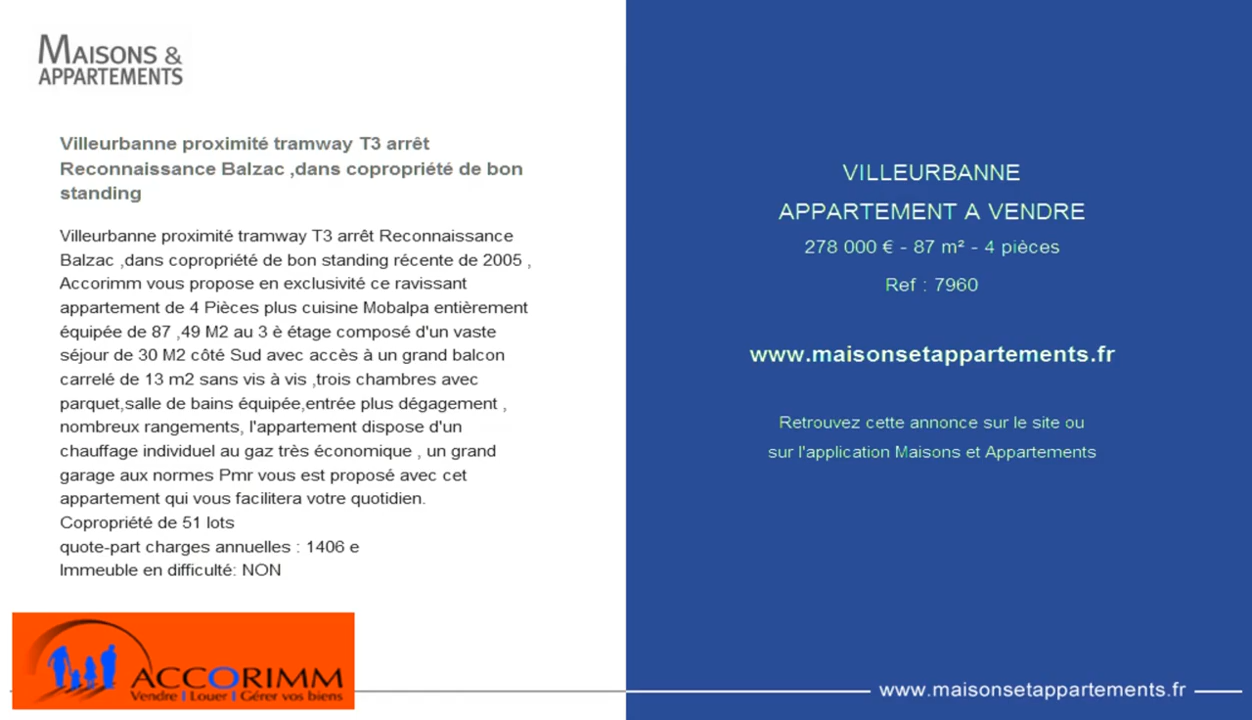 MAISONS &
APPARTEMENTS
Villeurbanne proximité tramway T3 arrêt
Reconnaissance Balzac ,dans copropriété de bon
standing
Villeurbanne proximité tramway T3 arrêt Reconnaissance
Balzac ,dans copropriété de bon standing récente de 2005 ,
Accorimm vous propose en exclusivité ce ravissant
appartement de 4 Pièces plus cuisine Mobalpa entièrement
équipée de 87 ,49 M2 au 3 è étage composé d'un vaste
séjour de 30 M2 côté Sud avec accès à un grand balcon
carrelé de 13 m2 sans vis à vis ,trois chambres avec
parquet,salle de bains équipée,entrée plus dégagement ,
nombreux rangements, l'appartement dispose d'un
chauffage individuel au gaz très économique , un grand
garage aux normes Pmr vous est proposé avec cet
appartement qui vous facilitera votre quotidien.
Copropriété de 51 lots
quote-part charges annuelles : 1406 e
Immeuble en difficulté: NON
ACCORIMM
Vendre | Louer | Gérer vos biens
VILLEURBANNE
APPARTEMENT A VENDRE
278 000 € - 87 m² - 4 pièces
Ref : 7960
www.maisonsetappartements.fr
Retrouvez cette annonce sur le site ou
sur l'application Maisons et Appartements
www.maisonsetappartements.fr